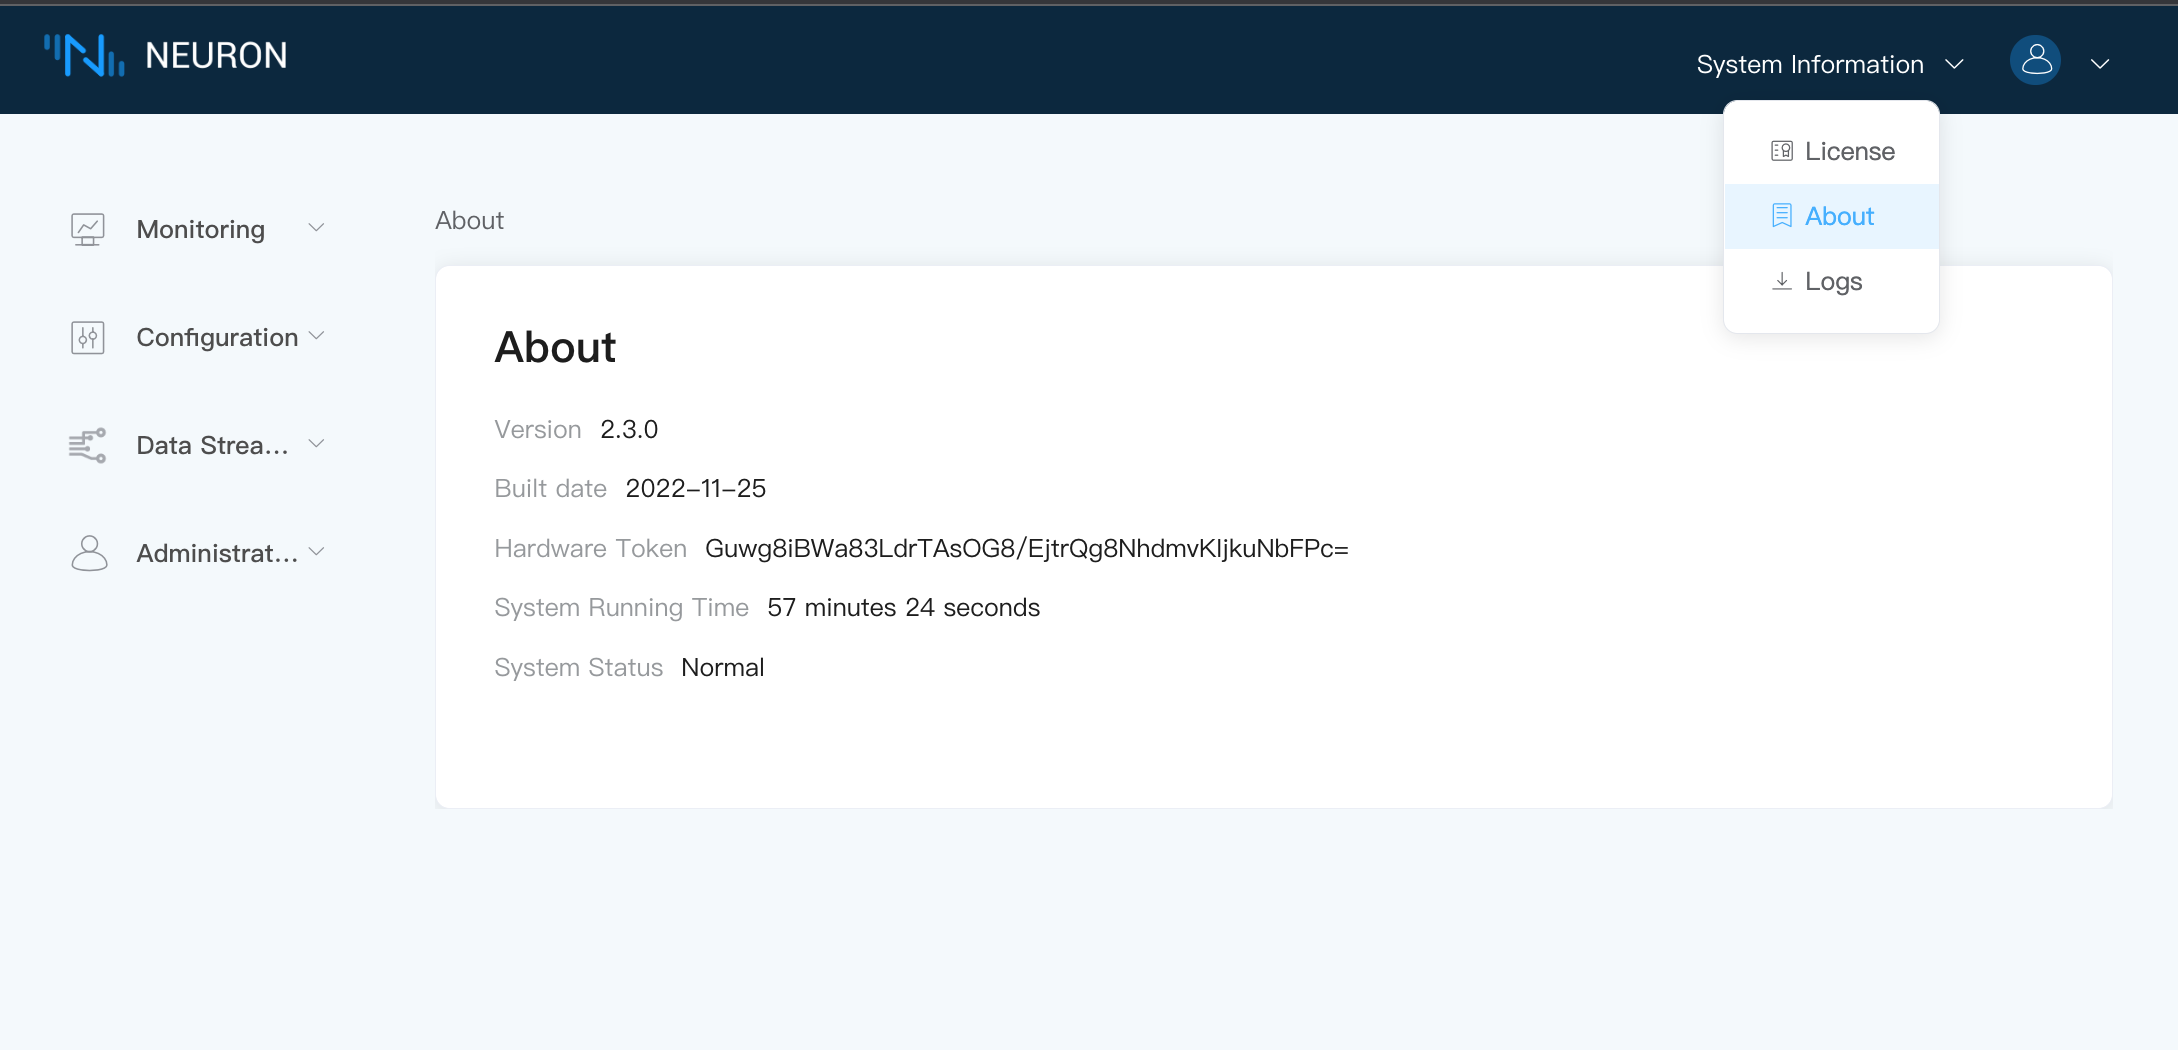 NEURON
System Information
License
About
Logs
Monitoring
Configuration
Data Strea...
Administrat...
About
About
Version 2.3.0
Built date 2022-11-25
Hardware Token Guwg8iBWa83LdrTAsOG8/EjtrQg8NhdmvKljkuNbFPc=
System Running Time 57 minutes 24 seconds
System Status Normal